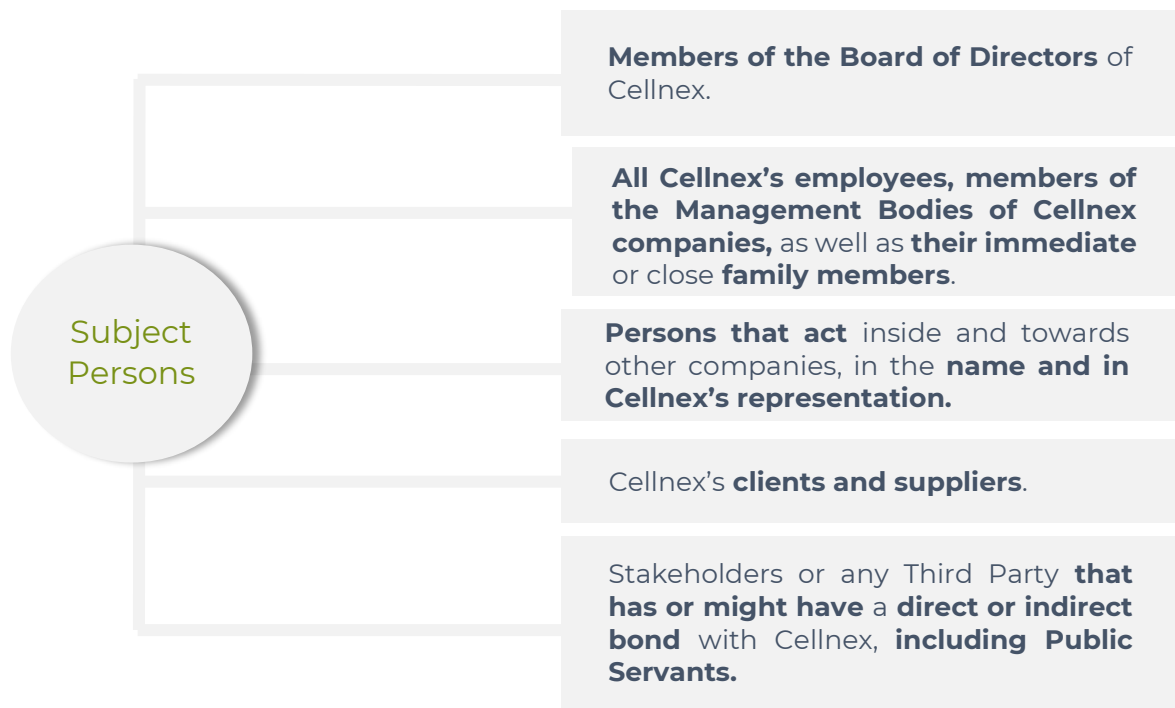 Members of the Board of Directors of
Cellnex.
All Cellnex's employees, members of
the Management Bodies of Cellnex
companies, as well as their immediate
or close family members.
Subject
Persons
Persons that act inside and towards
other companies, in the name and in
Cellnex's representation.
Cellnex's clients and suppliers.
Stakeholders or any Third Party that
has or might have a direct or indirect
bond with Cellnex, including Public
Servants.